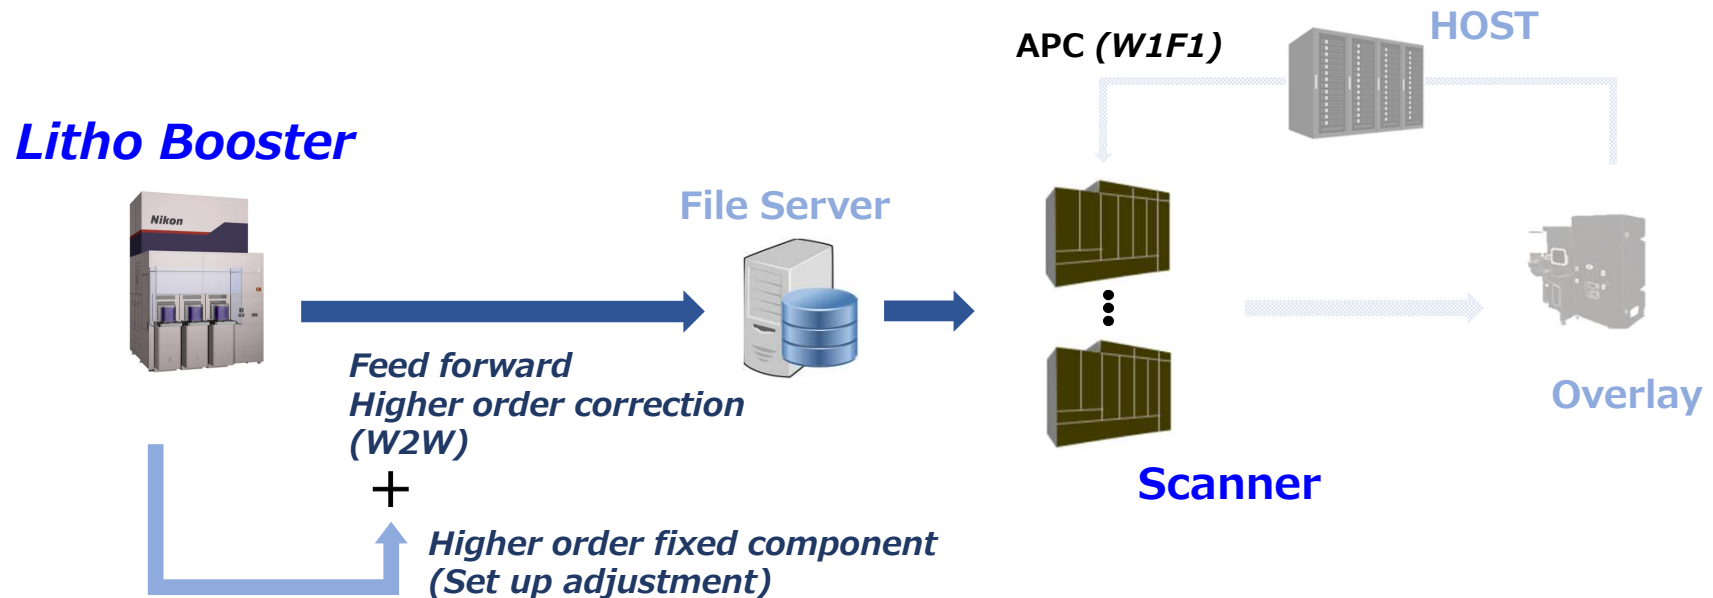 HOST
APC (W1F1)
Litho Booster
Nikon
File Server
Feed forward
Higher order correction
(W2W)
+
Overlay
Scanner
Higher order fixed component
(Set up adjustment)